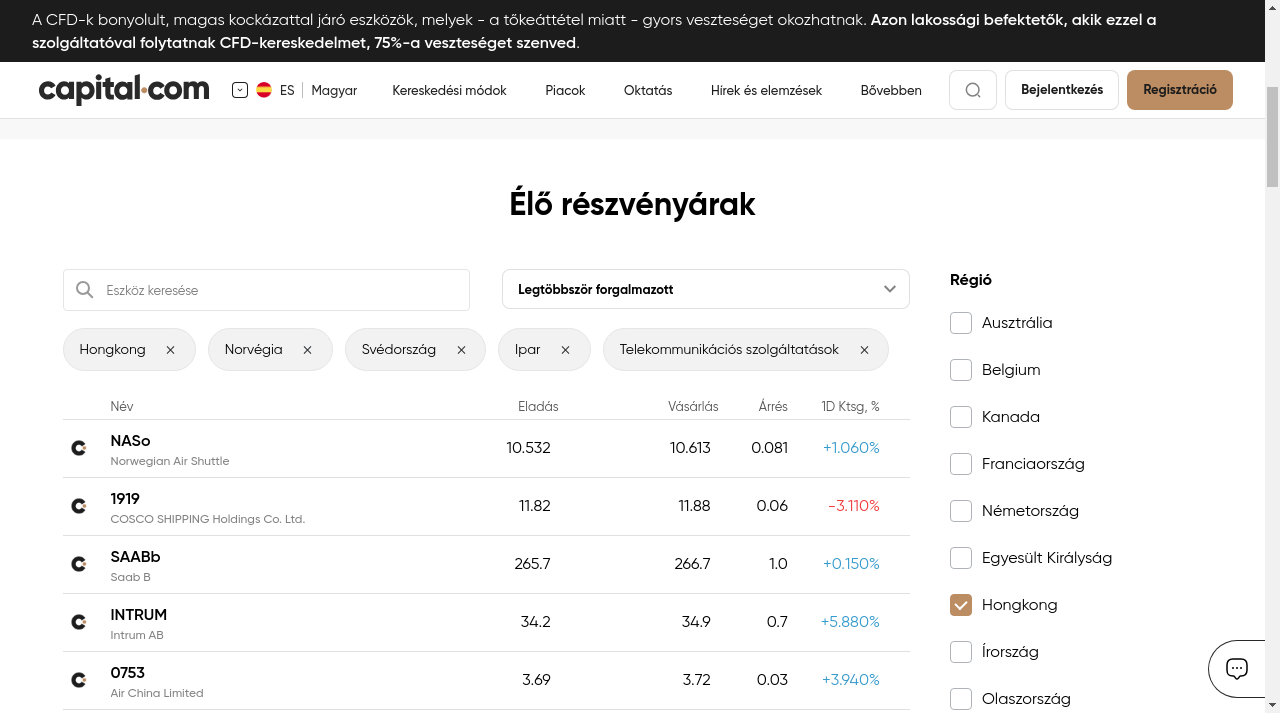 A CFD-k bonyolult, magas kockázattal járó eszközök, melyek - a tőkeáttétel miatt - gyors veszteséget okozhatnak. Azon lakossági befektetők, akik ezzel a
szolgáltatóval folytatnak CFD-kereskedelmet, 75%-a veszteséget szenved.
capital.com ES Magyar Kereskedési módok Piacok Oktatás Hírek és elemzések Bővebben Bejelentkezés Regisztráció
Élő részvényárak
Eszköz keresése
Legtöbbször forgalmazott
Hongkong Norvégia Svédország Ipar Telekommunikációs szolgáltatások
Név Eladás Vásárlás Árrés 1D Ktsg, %
NASo 10.532 10.613 0.081 +1.060%
Norwegian Air Shuttle
1919 11.82 11.88 0.06 -3.110%
COSCO SHIPPING Holdings Co. Ltd.
SAABb 265.7 266.7 1.0 +0.150%
Saab B
INTRUM 34.2 34.9 0.7 +5.880%
Intrum AB
0753 3.69 3.72 0.03 +3.940%
Air China Limited
Régió
Ausztrália
Belgium
Kanada
Franciaország
Németország
Egyesült Királyság
Hongkong
Írország
Olaszország